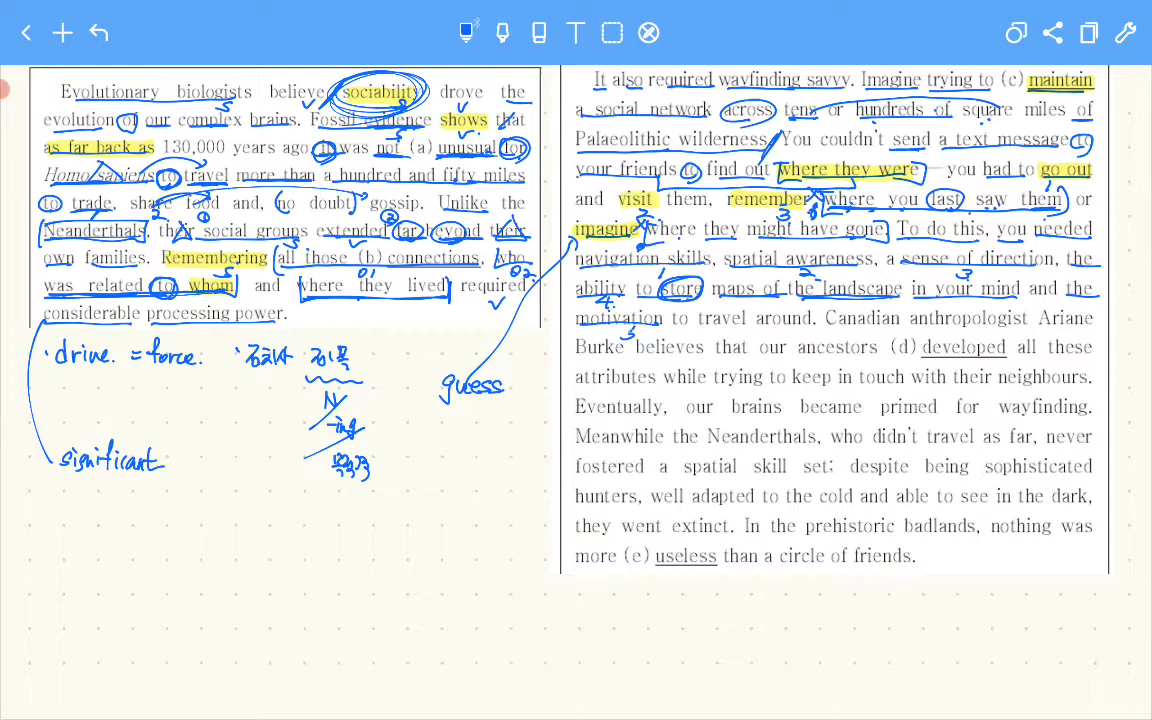 Evolutionary biologists believe sociability drove the
evolution of our complex brains. Fossil evidence shows that
as far back as 130,000 years ago, it was not (a) unusual for
Homo sapiens to travel more than a hundred and fifty miles
to trade, share food and, (no doubt) gossip. Unlike the
Neanderthals, their social groups extended far beyond their
own families. Remembering all those (b) connections, who
was related to whom and where they lived required
considerable processing power.
· drive. = force.
significant
N
-ing
guess
It also required wayfinding savvy. Imagine trying to (c) maintain
a social network across tens or hundreds of square miles of
Palaeolithic wilderness. You couldn't send a text message to
your friends to find out where they were — you had to go out
and visit them, remember where you last saw them or
imagine where they might have gone. To do this, you needed
navigation skills, spatial awareness, a sense of direction, the
ability to store maps of the landscape in your mind and the
motivation to travel around. Canadian anthropologist Ariane
Burke believes that our ancestors (d) developed all these
attributes while trying to keep in touch with their neighbours.
Eventually, our brains became primed for wayfinding.
Meanwhile the Neanderthals, who didn't travel as far, never
fostered a spatial skill set; despite being sophisticated
hunters, well adapted to the cold and able to see in the dark,
they went extinct. In the prehistoric badlands, nothing was
more (e) useless than a circle of friends.